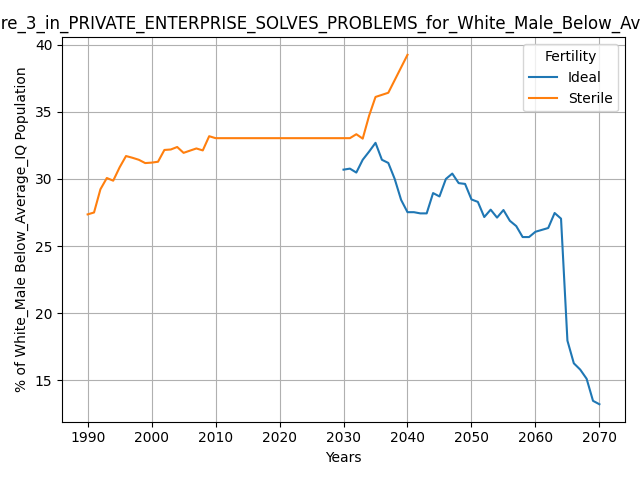 re_3_in_PRIVATE_ENTERPRISE_SOLVES_PROBLEMS_for_White_Male_Below_Av
% of White_Male Below_Average_IQ Population
40
35
30
25
20
15
Fertility
Ideal
Sterile
1990 2000 2010 2020 2030 2040 2050 2060 2070
Years